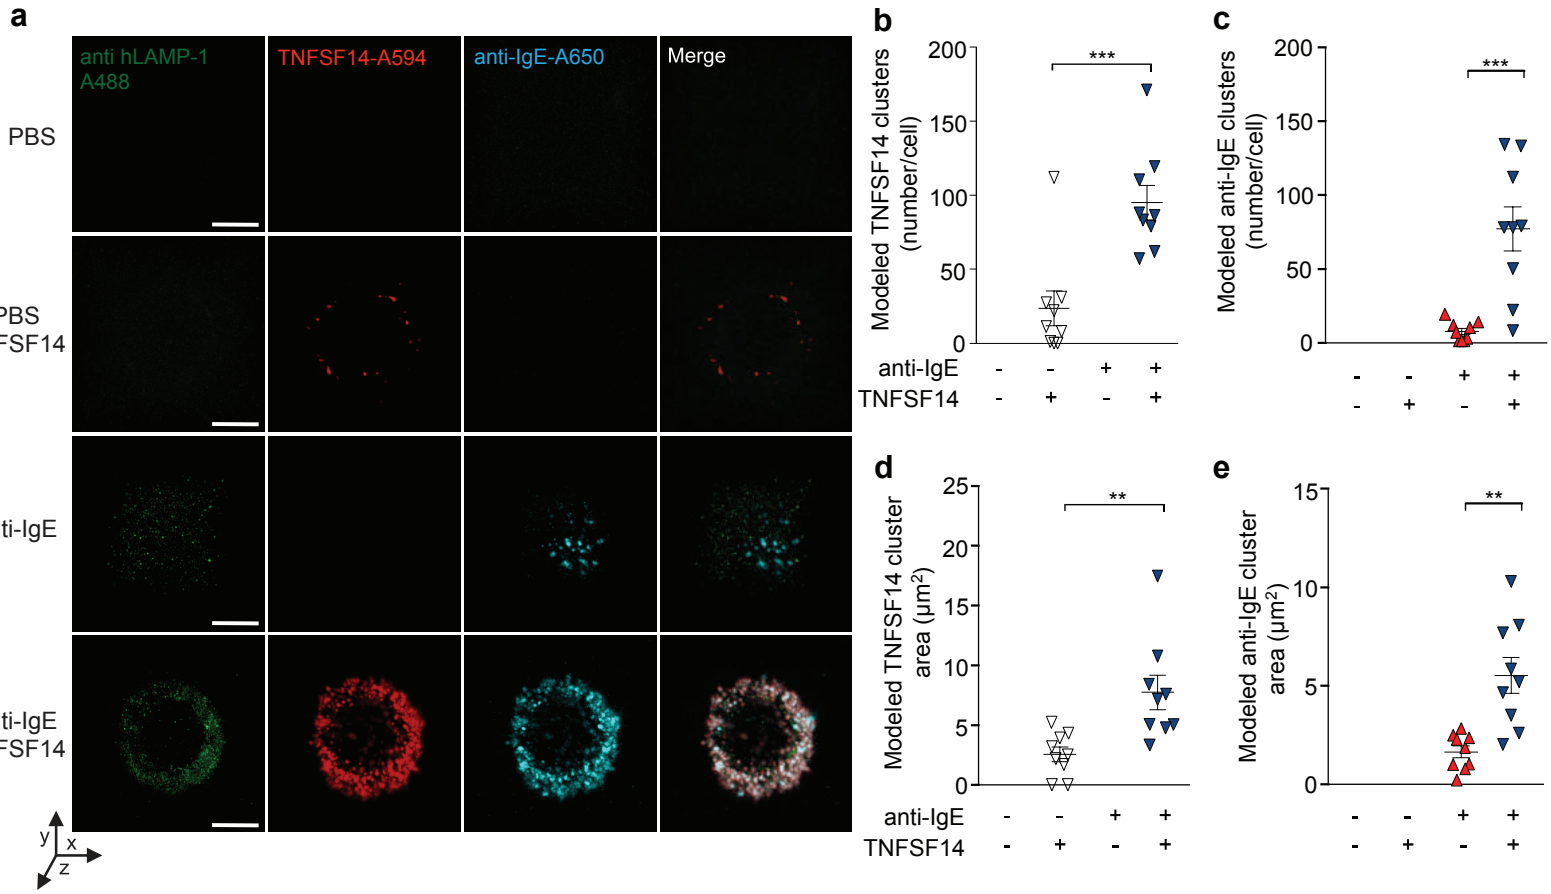 a
anti hLAMP-1
A488
TNFSF14-A594
anti-IgE-A650
Merge
PBS
PBS
FSF14
ti-IgE
ti-IgE
FSF14
y
x
z
b
Modeled TNFSF14 clusters
(number/cell)
200
150
100
50
0
***
anti-IgE - - + +
TNFSF14 - + - +
c
Modeled anti-IgE clusters
(number/cell)
200
150
100
50
0
***
- - + +
- + - +
d
Modeled TNFSF14 cluster
area (µm²)
25
20
15
10
5
0
**
anti-IgE - - + +
TNFSF14 - + - +
e
Modeled anti-IgE cluster
area (µm²)
15
10
5
0
**
- - + +
- + - +